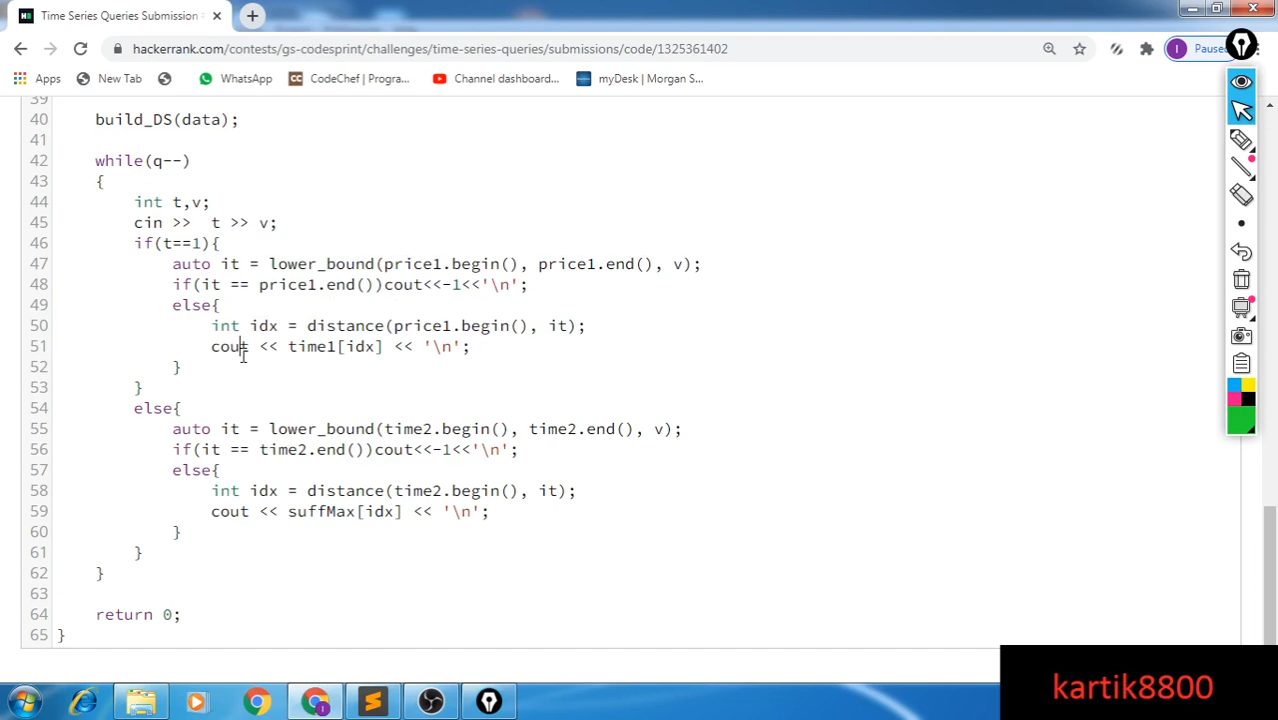 Time Series Queries Submission
hackerrank.com/contests/gs-codesprint/challenges/time-series-queries/submissions/code/1325361402
I Paused
Apps New Tab WhatsApp CC CodeChef | Progra... Channel dashboard... myDesk | Morgan S...
39
40 build_DS(data);
41
42 while(q--)
43 {
44 int t,v;
45 cin >> t >> v;
46 if(t==1){
47 auto it = lower_bound(price1.begin(), price1.end(), v);
48 if(it == price1.end())cout<<-1<<'\n';
49 else{
50 int idx = distance(price1.begin(), it);
51 cout << time1[idx] << '\n';
52 }
53 }
54 else{
55 auto it = lower_bound(time2.begin(), time2.end(), v);
56 if(it == time2.end())cout<<-1<<'\n';
57 else{
58 int idx = distance(time2.begin(), it);
59 cout << suffMax[idx] << '\n';
60 }
61 }
62 }
63
64 return 0;
65 }
I
kartik8800